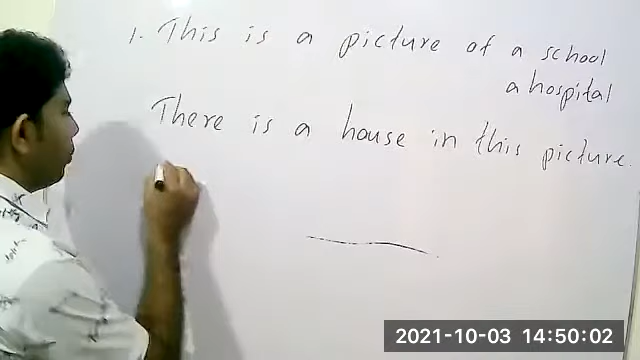 1. This is a picture of a school
a hospital
There is a house in this picture.
2021-10-03 14:50:02